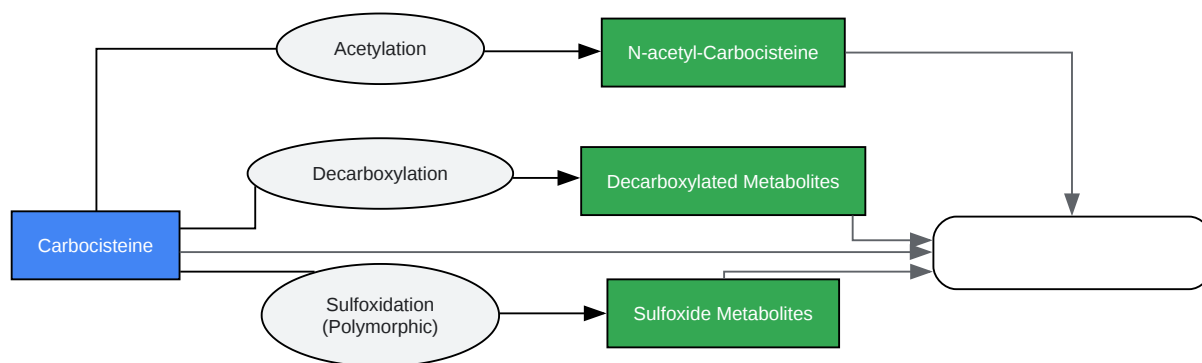 Acetylation
N-acetyl-Carbocisteine
Decarboxylation
Decarboxylated Metabolites
Carbocisteine
Sulfoxidation
(Polymorphic)
Sulfoxide Metabolites